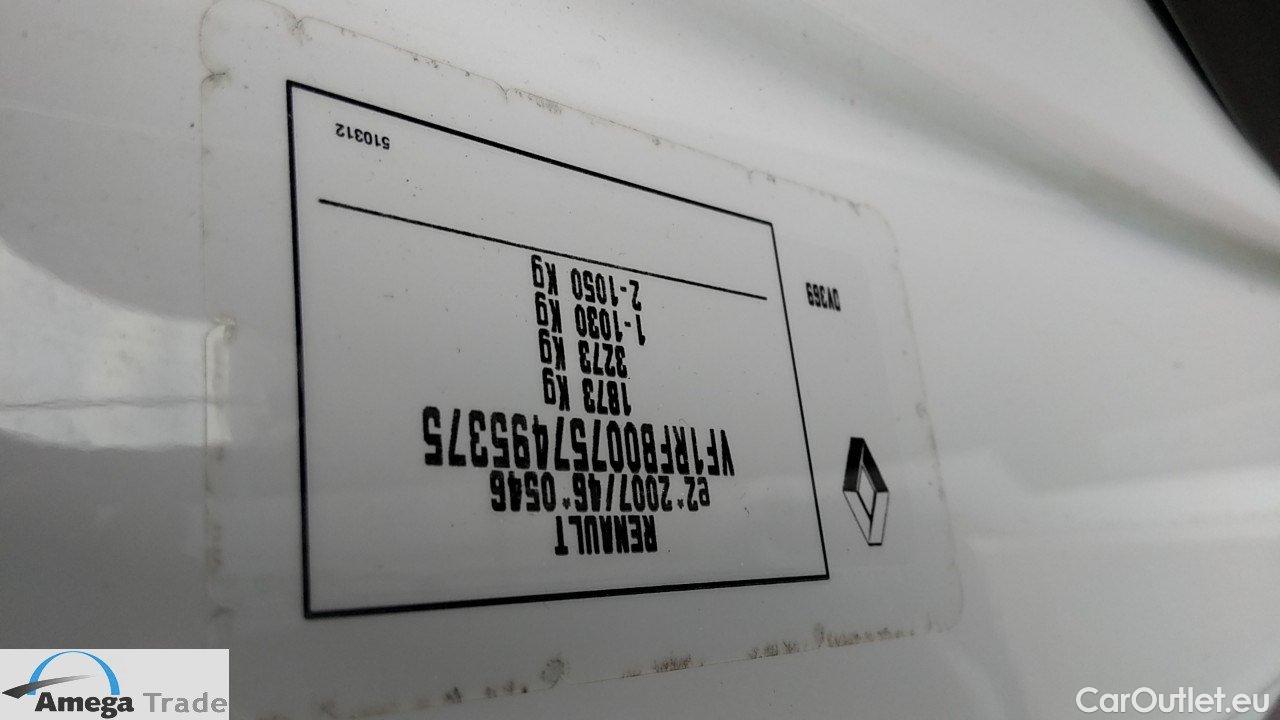 RENAULT
e2*2007/46*0546
VF1RFB00757495375
1873 Kg
3273 Kg
1-1030 Kg
2-1050 Kg
510312
DV369
Amega Trade
CarOutlet.eu